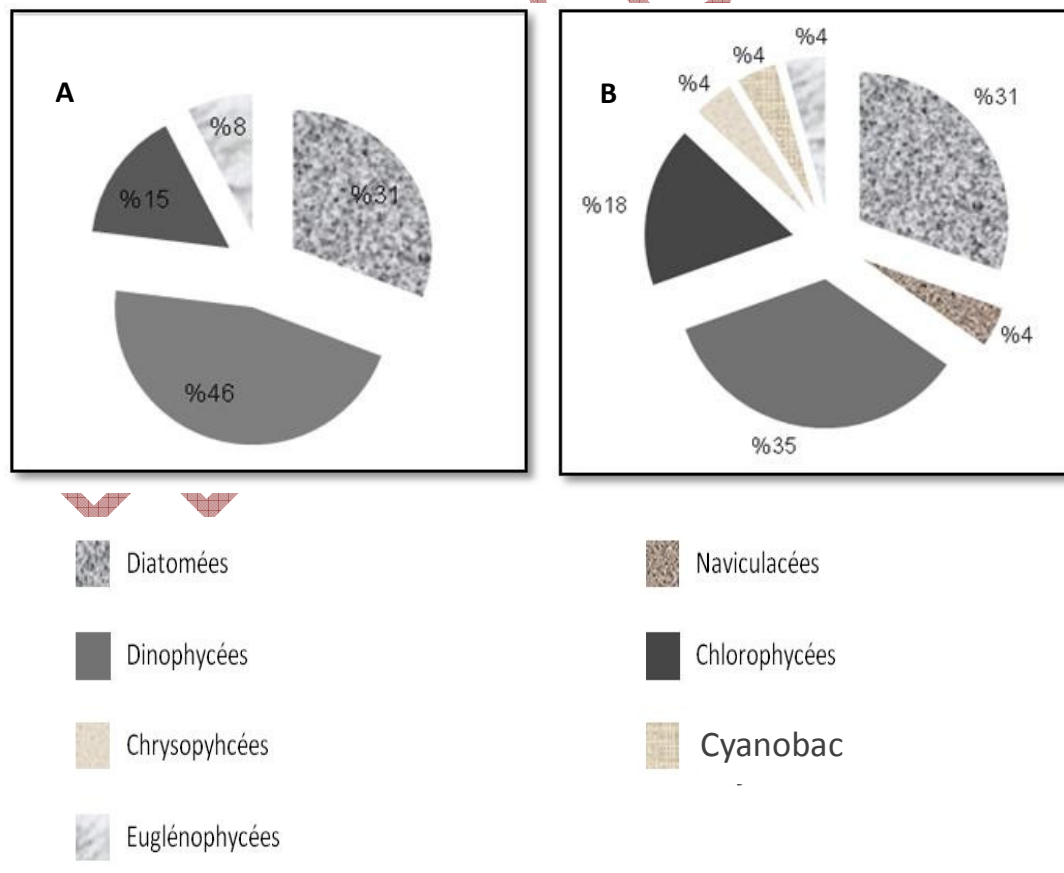 A
%8
%31
%15
%46
B
%4
%4
%4
%31
%18
%4
%35
Diatomées
Naviculacées
Dinophycées
Chlorophycées
Chrysopyhcées
Cyanobac
Euglénophycées